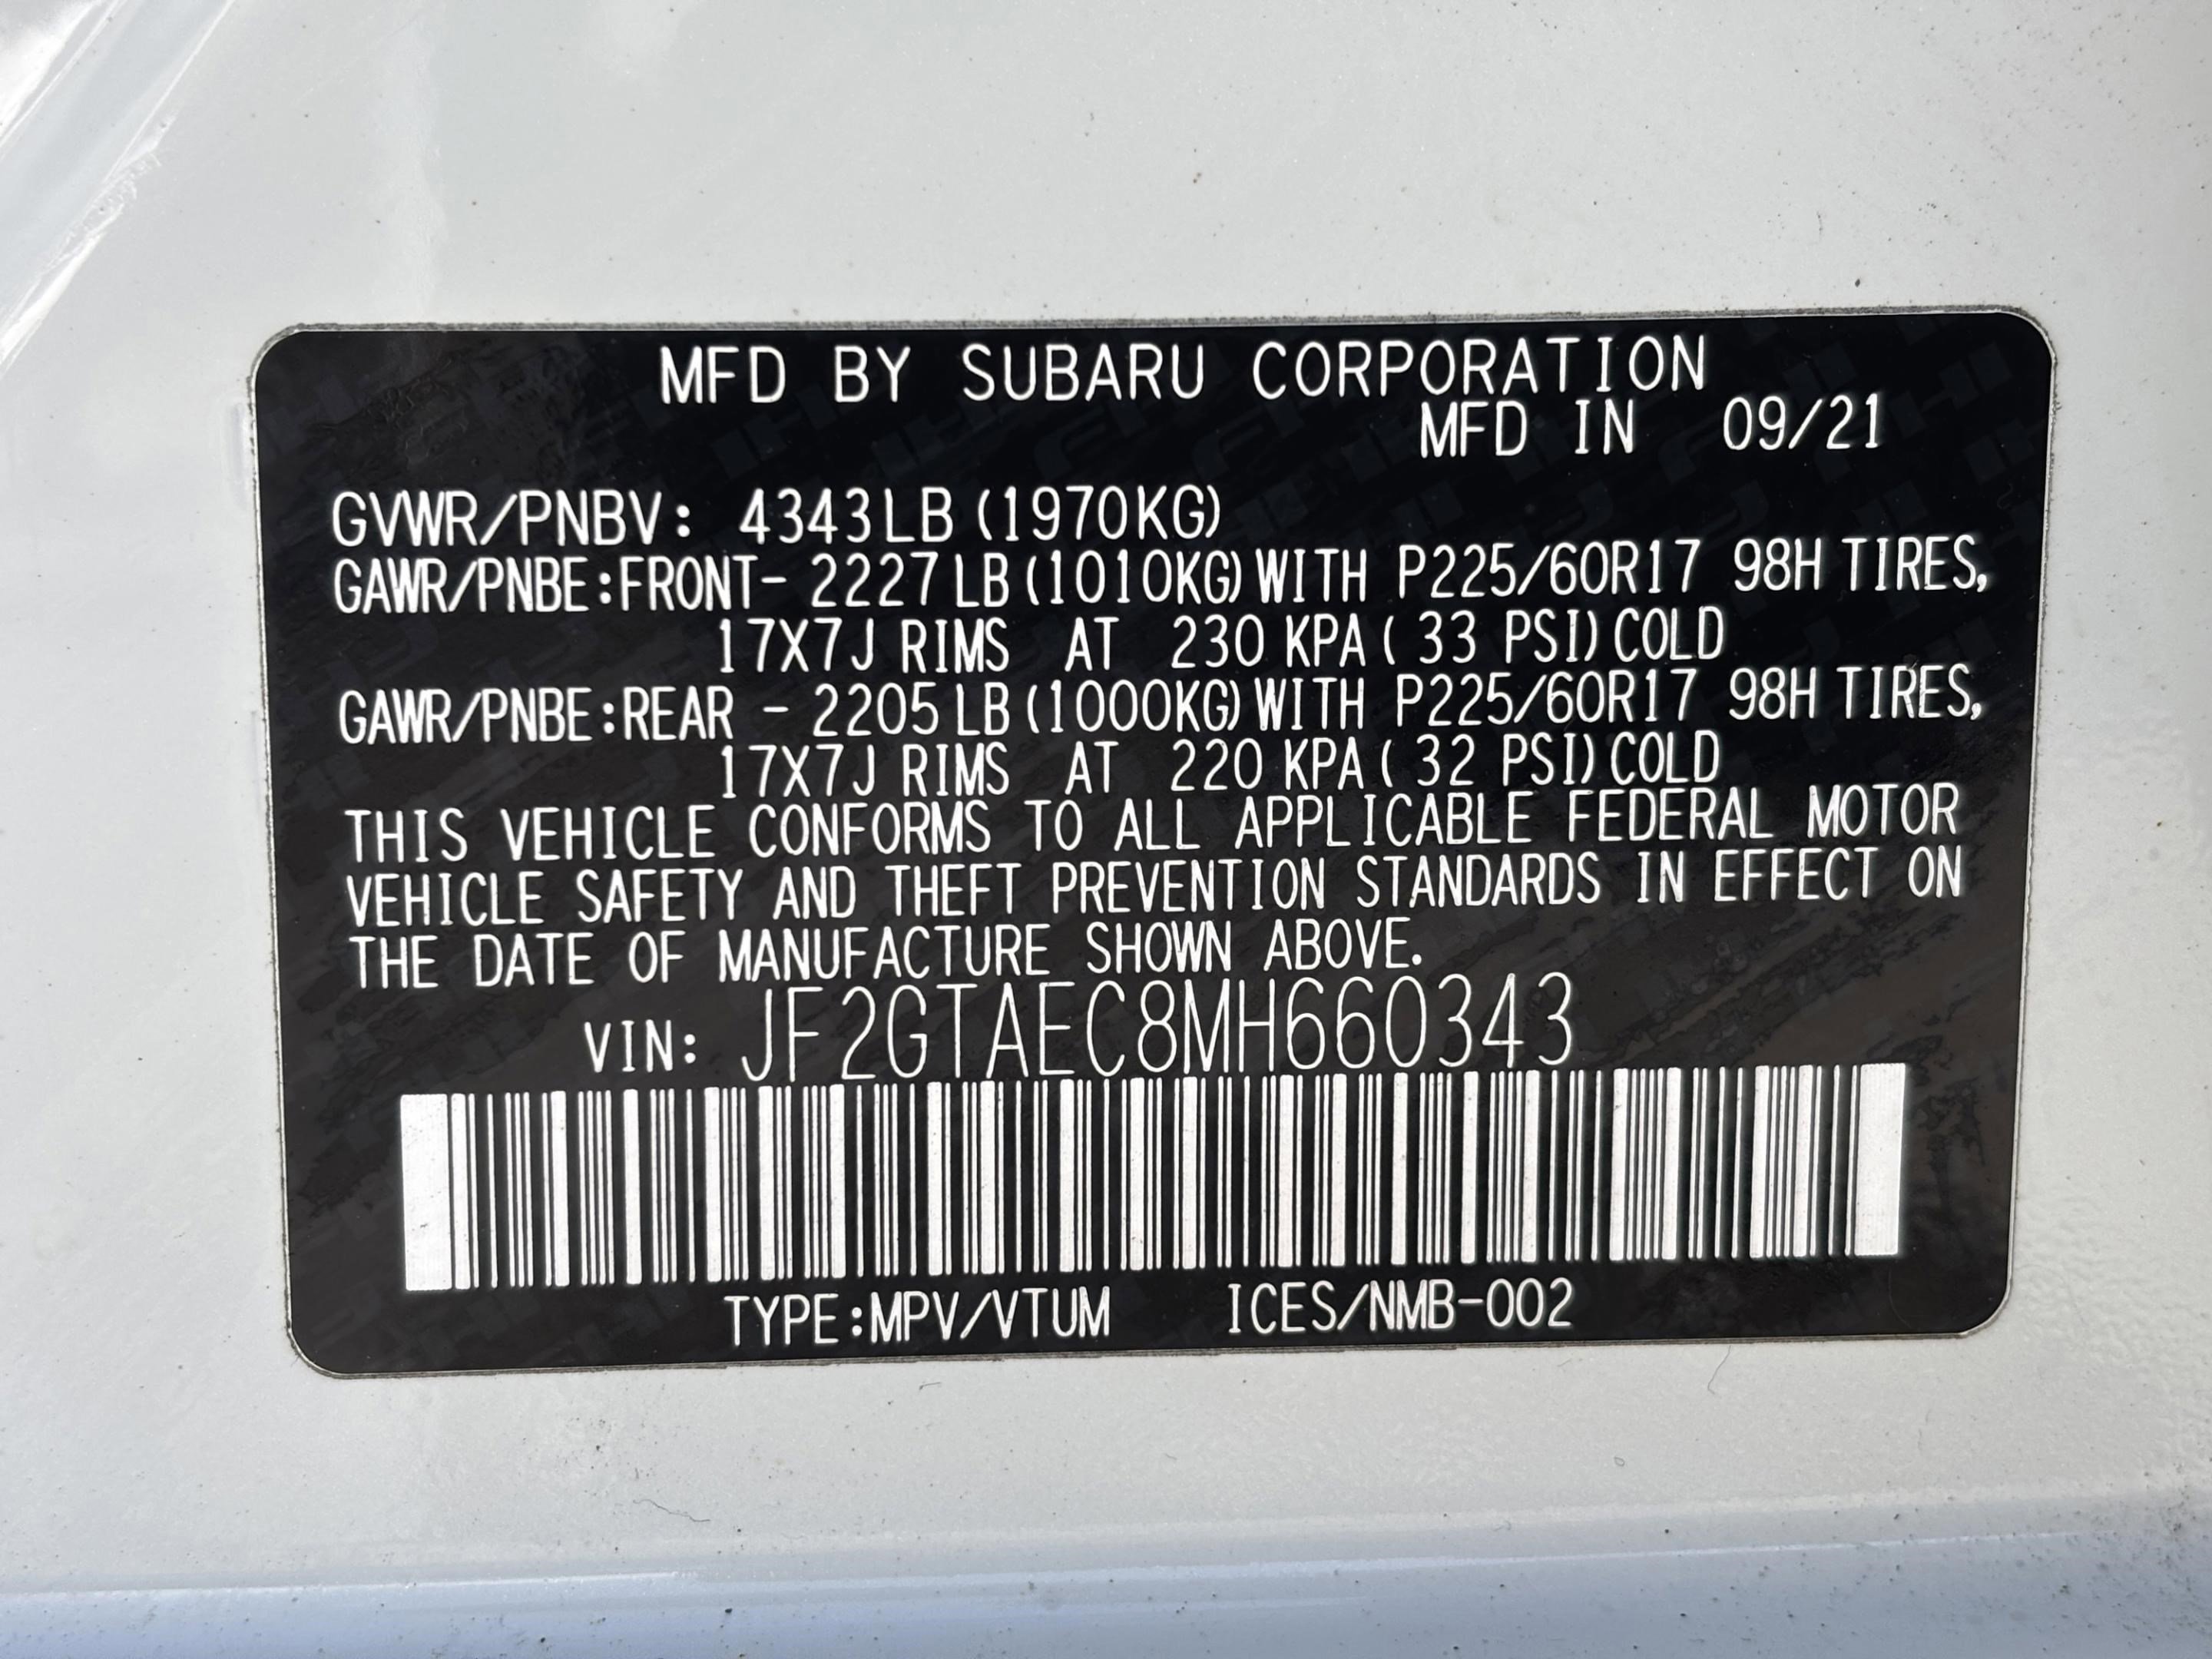 MFD BY SUBARU CORPORATION
MFD IN 09/21
GVWR/PNBV: 4343LB (1970KG)
GAWR/PNBE:FRONT- 2227LB (1010KG) WITH P225/60R17 98H TIRES,
17X7J RIMS AT 230 KPA ( 33 PSI) COLD
GAWR/PNBE:REAR - 2205LB (1000KG) WITH P225/60R17 98H TIRES,
17X7J RIMS AT 220 KPA ( 32 PSI) COLD
THIS VEHICLE CONFORMS TO ALL APPLICABLE FEDERAL MOTOR
VEHICLE SAFETY AND THEFT PREVENTION STANDARDS IN EFFECT ON
THE DATE OF MANUFACTURE SHOWN ABOVE.
VIN: JF2GTAEC8MH660343
TYPE:MPV/VTUM ICES/NMB-002